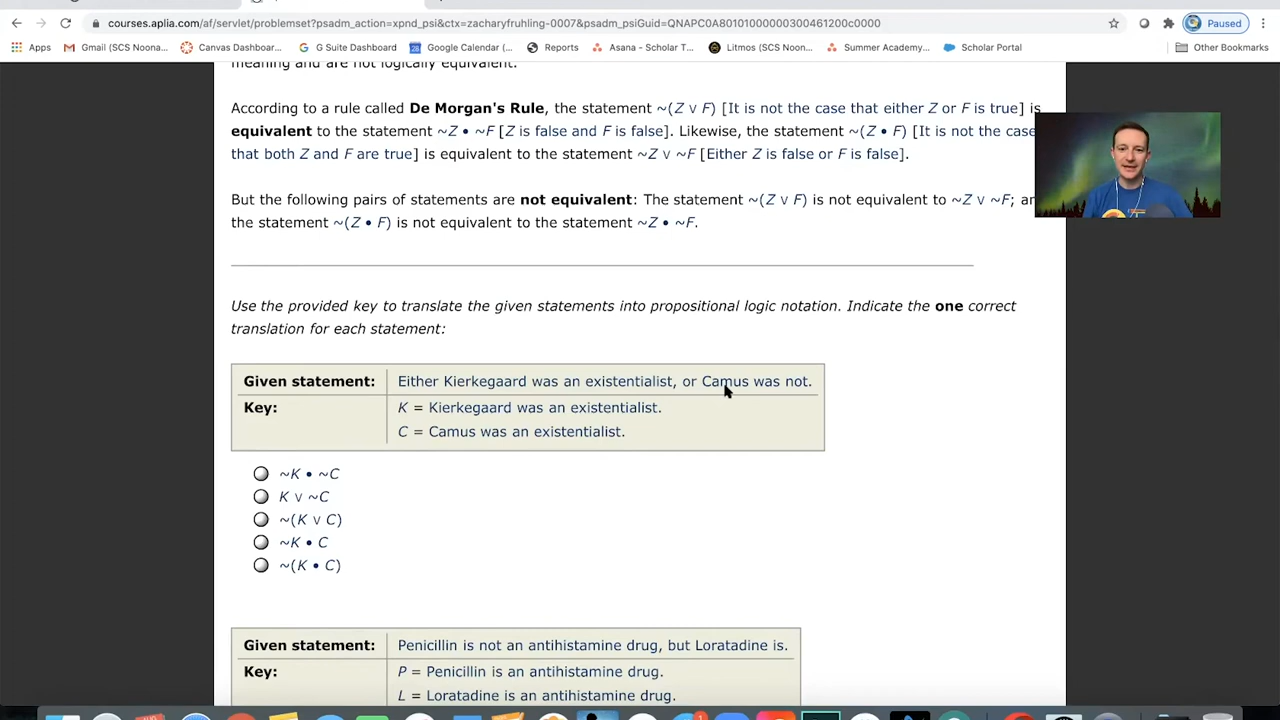 courses.aplia.com/af/servlet/problemset?psadm_action=xpnd_psi&ctx=zacharyfruhling-0007&psadm_psiGuid=QNAPC0A80101000000300461200c0000
Paused
Apps Gmail (SCS Noona... Canvas Dashboar... G Suite Dashboard Google Calendar (... Reports Asana - Scholar T... Litmos (SCS Noon... Summer Academy... Scholar Portal Other Bookmarks
meaning and are not logically equivalent.
According to a rule called De Morgan's Rule, the statement ~(Z v F) [It is not the case that either Z or F is true] is
equivalent to the statement ~Z • ~F [Z is false and F is false]. Likewise, the statement ~(Z • F) [It is not the case
that both Z and F are true] is equivalent to the statement ~Z v ~F [Either Z is false or F is false].
But the following pairs of statements are not equivalent: The statement ~(Z v F) is not equivalent to ~Z v ~F;
the statement ~(Z • F) is not equivalent to the statement ~Z • ~F.
Use the provided key to translate the given statements into propositional logic notation. Indicate the one correct
translation for each statement:
Given statement: Either Kierkegaard was an existentialist, or Camus was not.
Key: K = Kierkegaard was an existentialist.
C = Camus was an existentialist.
~K • ~C
K v ~C
~(K v C)
~K • C
~(K • C)
Given statement: Penicillin is not an antihistamine drug, but Loratadine is.
Key: P = Penicillin is an antihistamine drug.
L = Loratadine is an antihistamine drug.